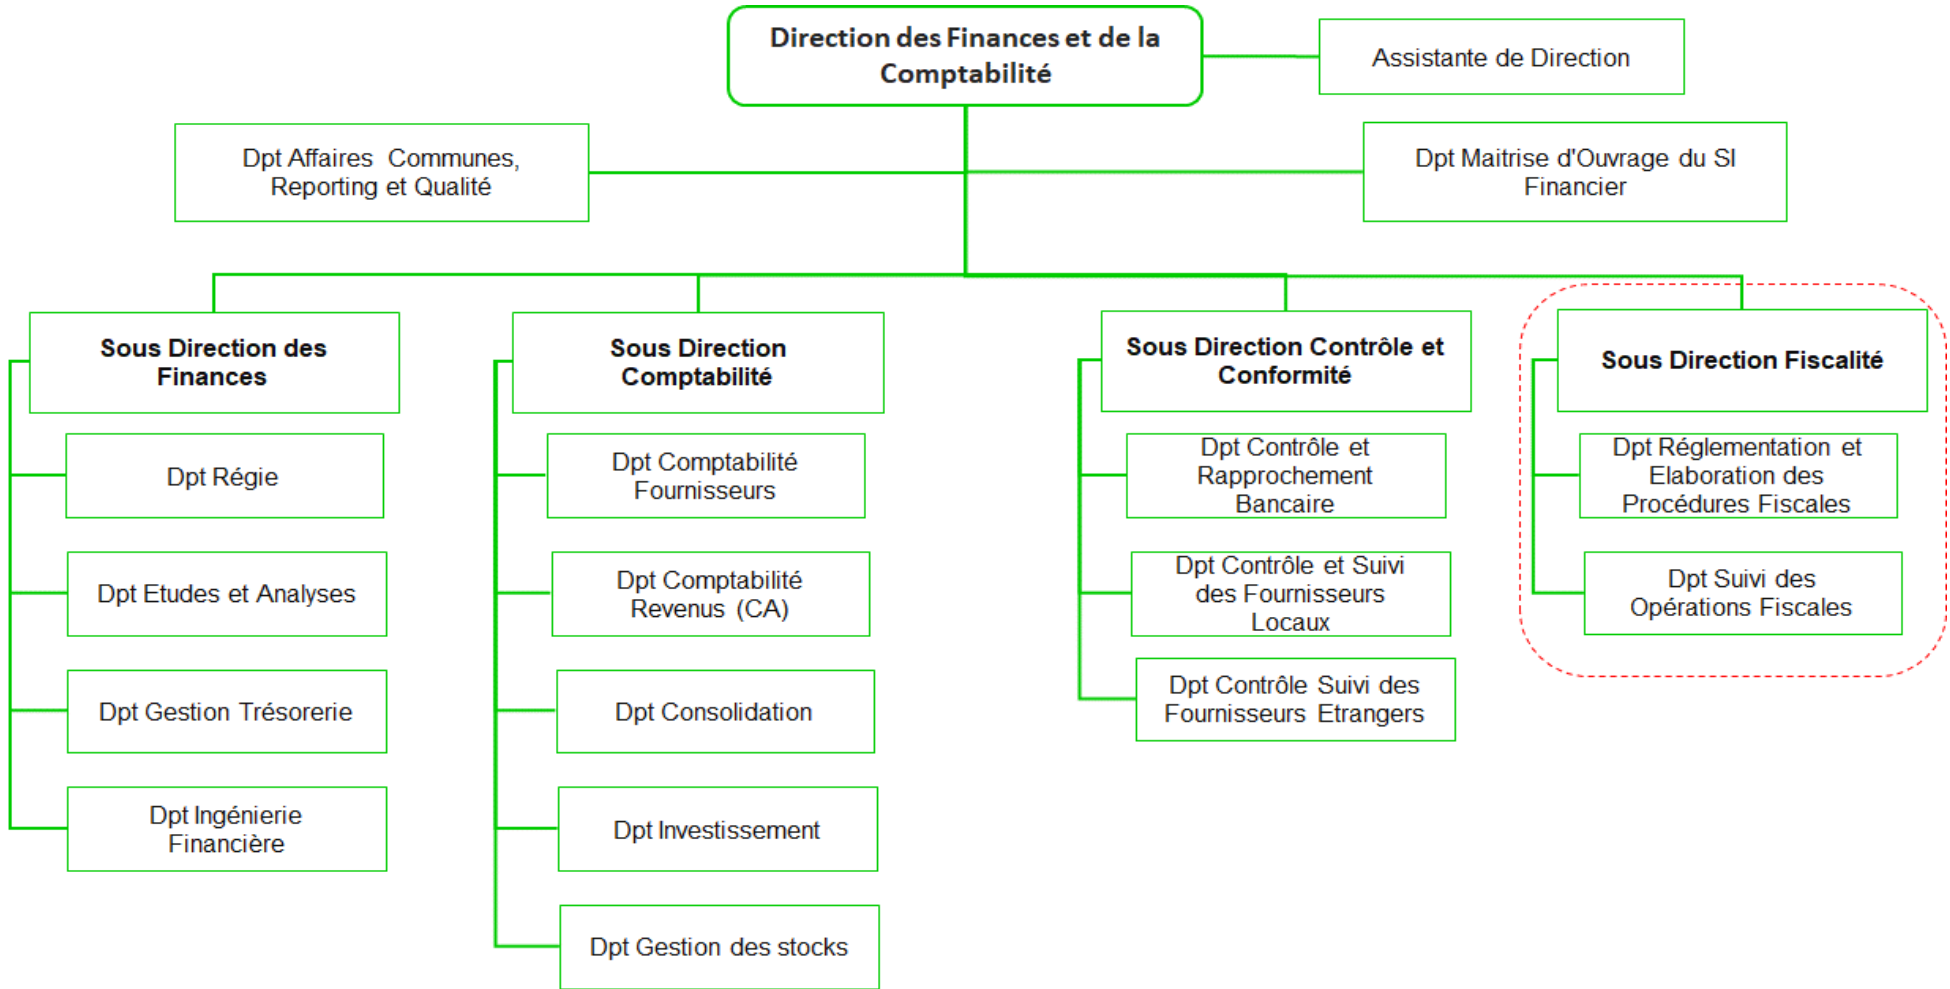 Direction des Finances et de la
Comptabilité
Assistante de Direction
Dpt Affaires Communes,
Reporting et Qualité
Dpt Maitrise d'Ouvrage du SI
Financier
Sous Direction des
Finances
Dpt Régie
Dpt Etudes et Analyses
Dpt Gestion Trésorerie
Dpt Ingénierie
Financière
Sous Direction
Comptabilité
Dpt Comptabilité
Fournisseurs
Dpt Comptabilité
Revenus (CA)
Dpt Consolidation
Dpt Investissement
Dpt Gestion des stocks
Sous Direction Contrôle et
Conformité
Dpt Contrôle et
Rapprochement
Bancaire
Dpt Contrôle et Suivi
des Fournisseurs
Locaux
Dpt Contrôle Suivi des
Fournisseurs Etrangers
Sous Direction Fiscalité
Dpt Réglementation et
Elaboration des
Procédures Fiscales
Dpt Suivi des
Opérations Fiscales